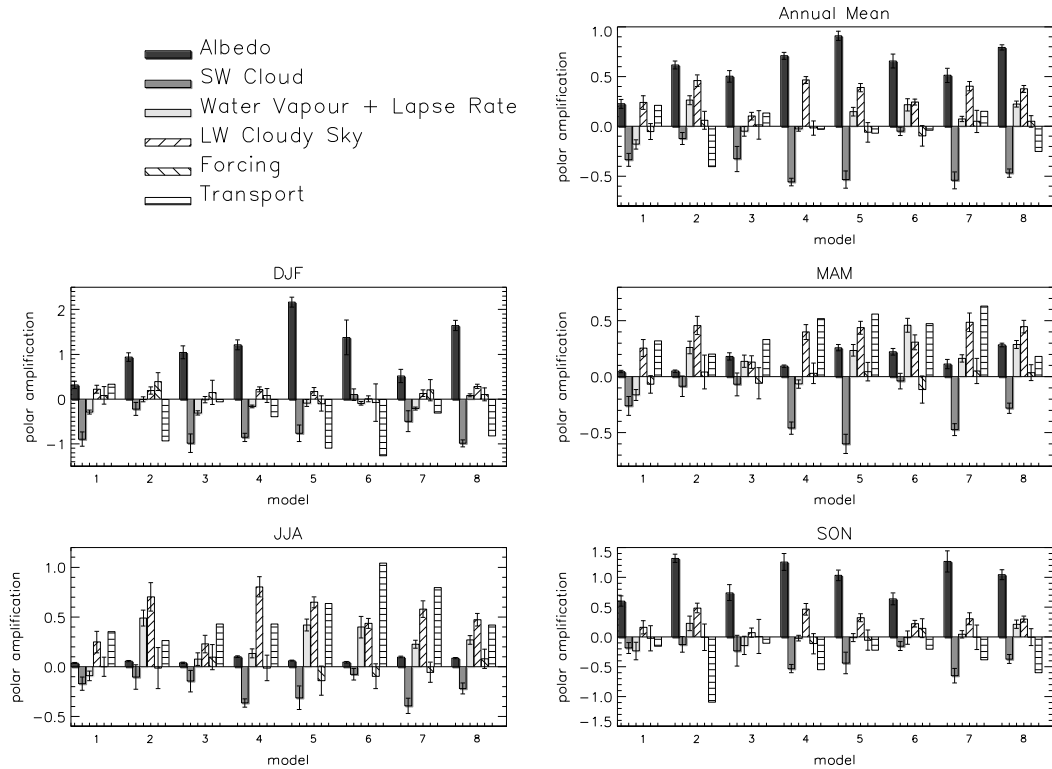 Albedo
SW Cloud
Water Vapour + Lapse Rate
LW Cloudy Sky
Forcing
Transport
Annual Mean
polar amplification
1.0
0.5
0.0
−0.5
1 2 3 4 5 6 7 8
model
DJF
polar amplification
2
1
0
−1
1 2 3 4 5 6 7 8
model
MAM
polar amplification
0.5
0.0
−0.5
1 2 3 4 5 6 7 8
model
JJA
polar amplification
1.0
0.5
0.0
−0.5
1 2 3 4 5 6 7 8
model
SON
polar amplification
1.5
1.0
0.5
0.0
−0.5
−1.0
−1.5
1 2 3 4 5 6 7 8
model